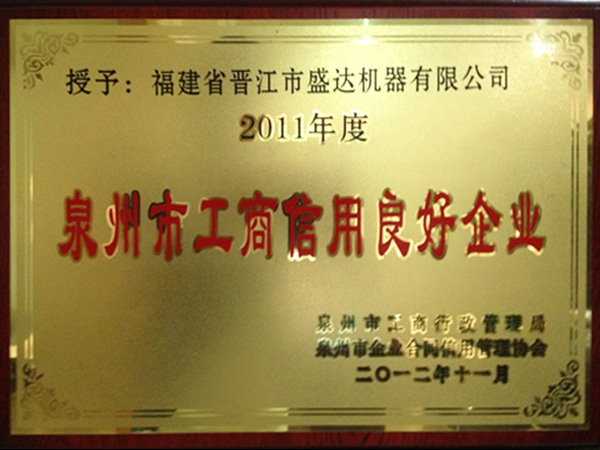 授予：福建省晋江市盛达机器有限公司
2011年度
泉州市工商信用良好企业
泉州市工商行政管理局
泉州市企业合同信用管理协会
二〇一二年十一月